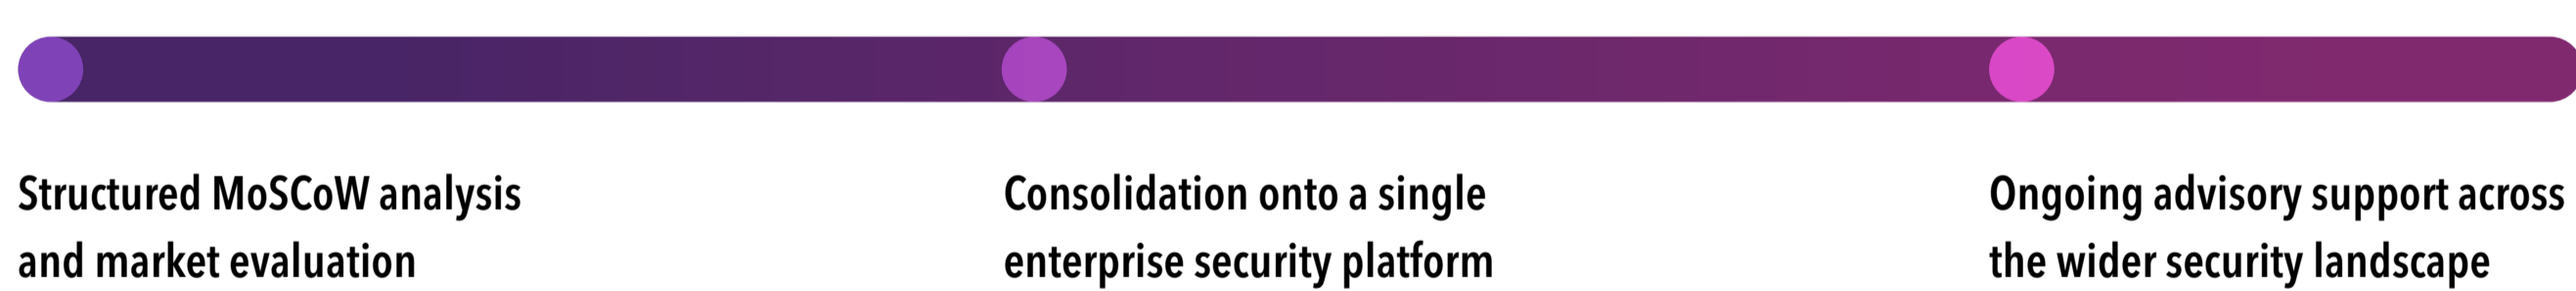 Structured MoSCoW analysis
and market evaluation
Consolidation onto a single
enterprise security platform
Ongoing advisory support across
the wider security landscape